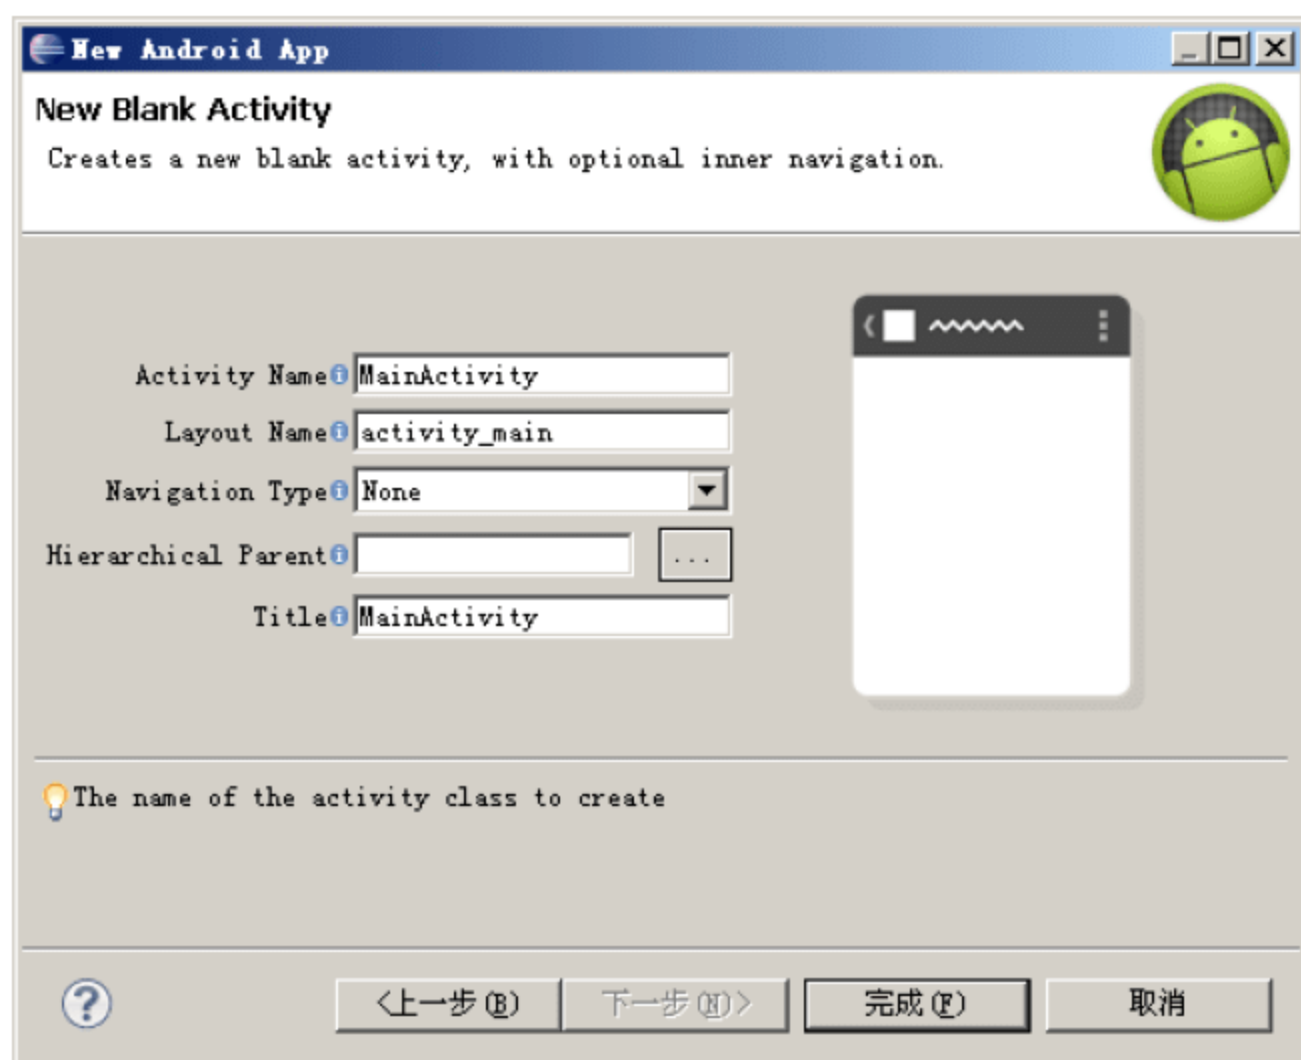 New Android App
New Blank Activity
Creates a new blank activity, with optional inner navigation.
Activity Name MainActivity
Layout Name activity_main
Navigation Type None
Hierarchical Parent ...
Title MainActivity
The name of the activity class to create
<上一步(B) 下一步(N)> 完成(F) 取消